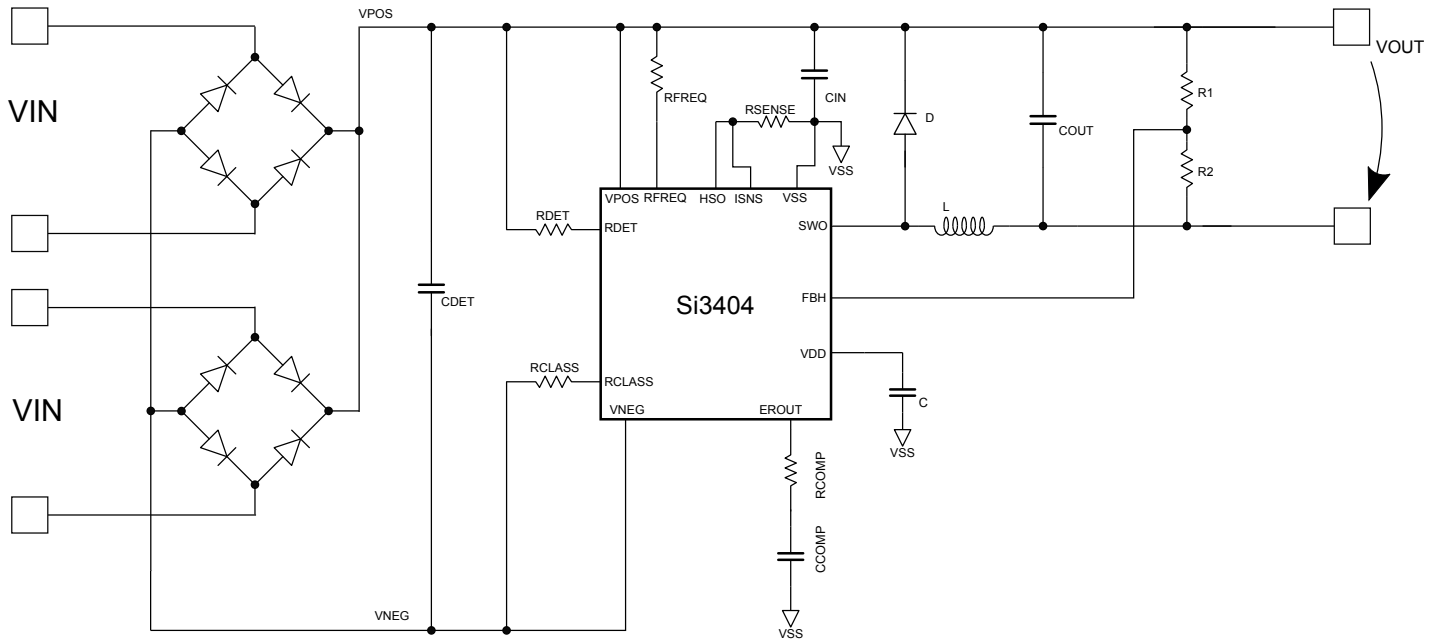 VPOS
VOUT
VIN
RFREQ
CIN
RSENSE
VSS
D
COUT
R1
R2
VPOS
RFREQ
HSO
ISNS
VSS
RDET
RDET
SWO
L
CDET
Si3404
FBH
VDD
C
VSS
RCLASS
RCLASS
VIN
VNEG
EROUT
RCOMP
CCOMP
VNEG
VSS